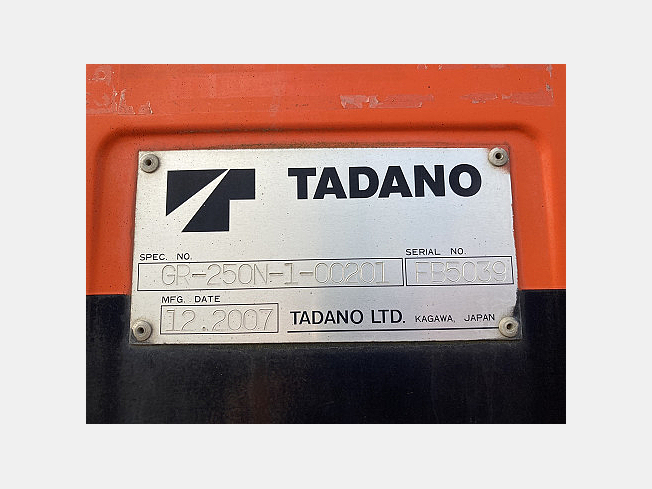 TADANO
SPEC. NO. SERIAL NO.
GR-250N-1-00201 FB5039
MFG. DATE
12.2007 TADANO LTD. KAGAWA, JAPAN